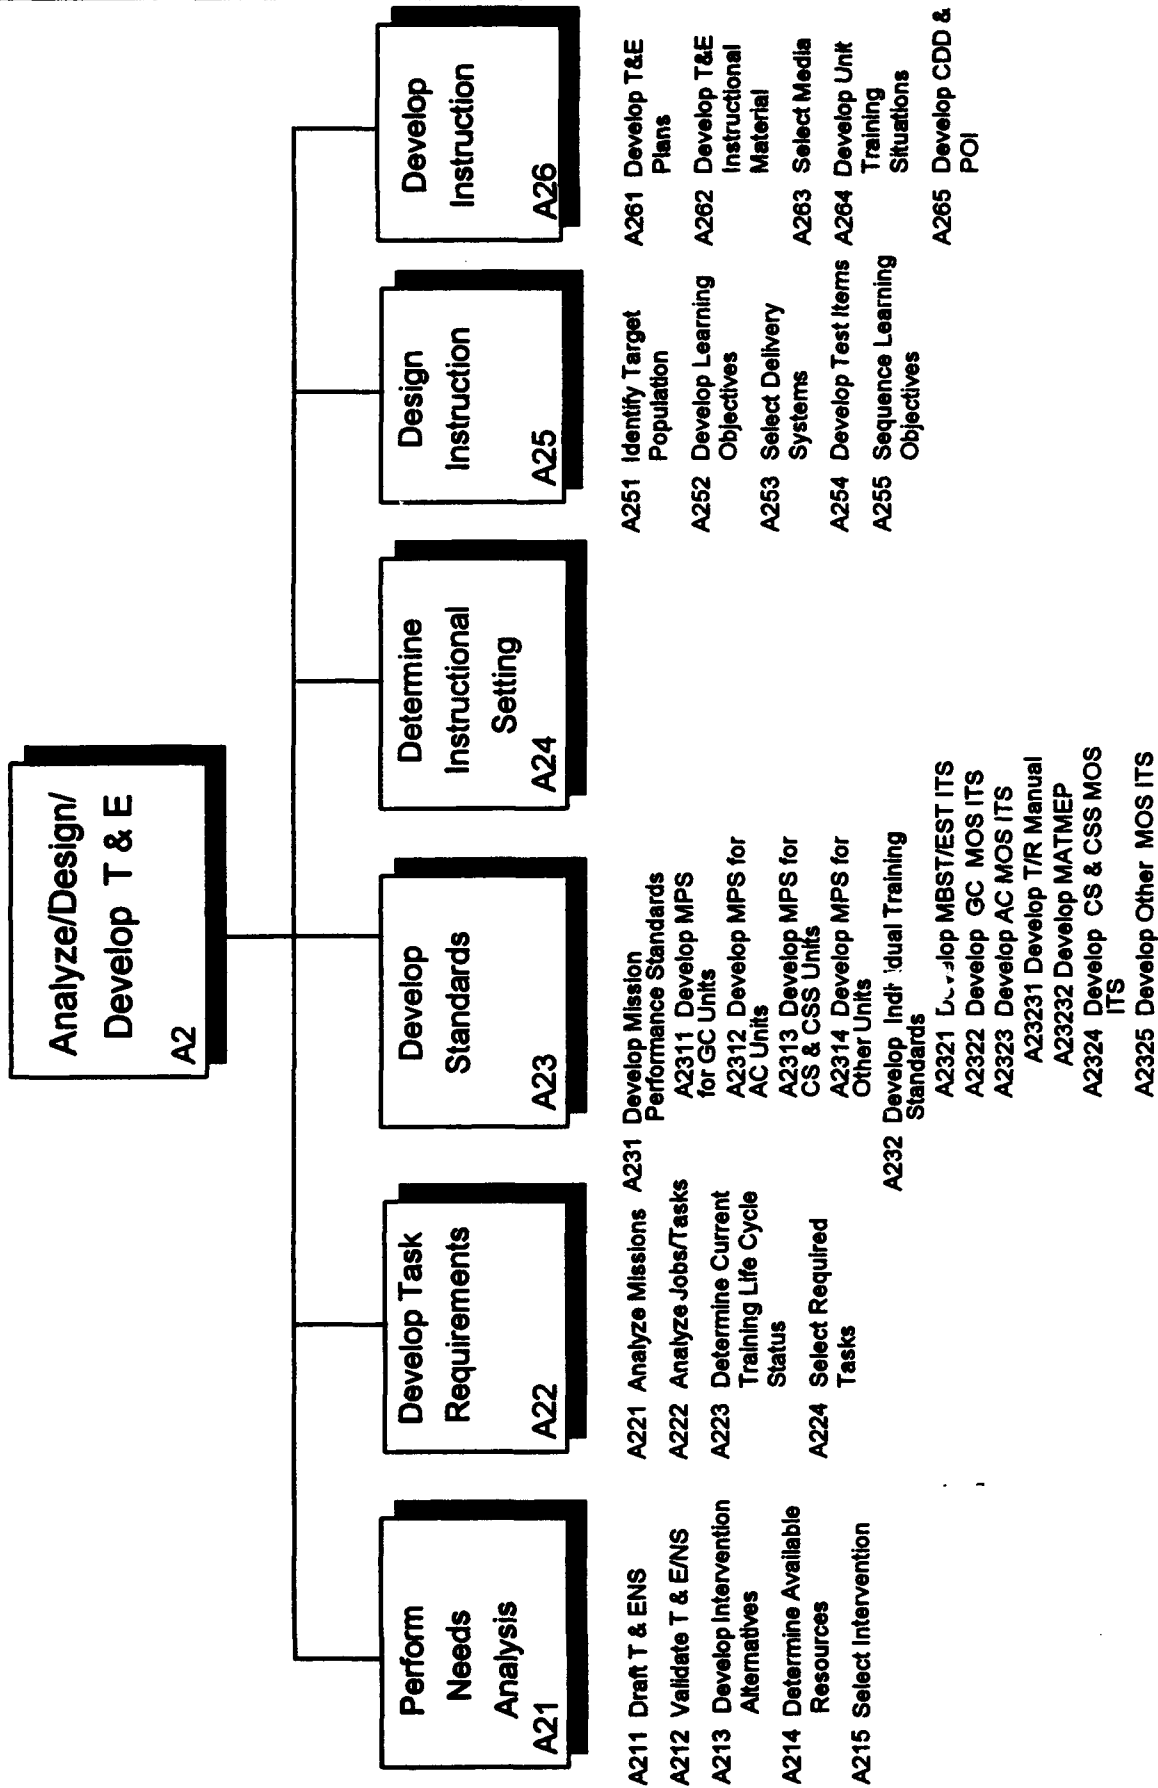 Analyze/Design/
Develop T & E
A2
Perform
Needs
Analysis
A21
A211 Draft T & ENS
A212 Validate T & E/NS
A213 Develop Intervention
Alternatives
A214 Determine Available
Resources
A215 Select Intervention
Develop Task
Requirements
A22
A221 Analyze Missions
A222 Analyze Jobs/Tasks
A223 Determine Current
Training Life Cycle
Status
A224 Select Required
Tasks
Develop
Standards
A23
A231 Develop Mission
Performance Standards
A2311 Develop MPS
for GC Units
A2312 Develop MPS for
AC Units
A2313 Develop MPS for
CS & CSS Units
A2314 Develop MPS for
Other Units
A232 Develop Individual Training
Standards
A2321 Develop MBST/EST ITS
A2322 Develop GC MOS ITS
A2323 Develop AC MOS ITS
A23231 Develop T/R Manual
A23232 Develop MATMEP
A2324 Develop CS & CSS MOS
ITS
A2325 Develop Other MOS ITS
Determine
Instructional
Setting
A24
Design
Instruction
A25
A251 Identify Target
Population
A252 Develop Learning
Objectives
A253 Select Delivery
Systems
A254 Develop Test Items
A255 Sequence Learning
Objectives
Develop
Instruction
A26
A261 Develop T&E
Plans
A262 Develop T&E
Instructional
Material
A263 Select Media
A264 Develop Unit
Training
Situations
A265 Develop CDD &
POI